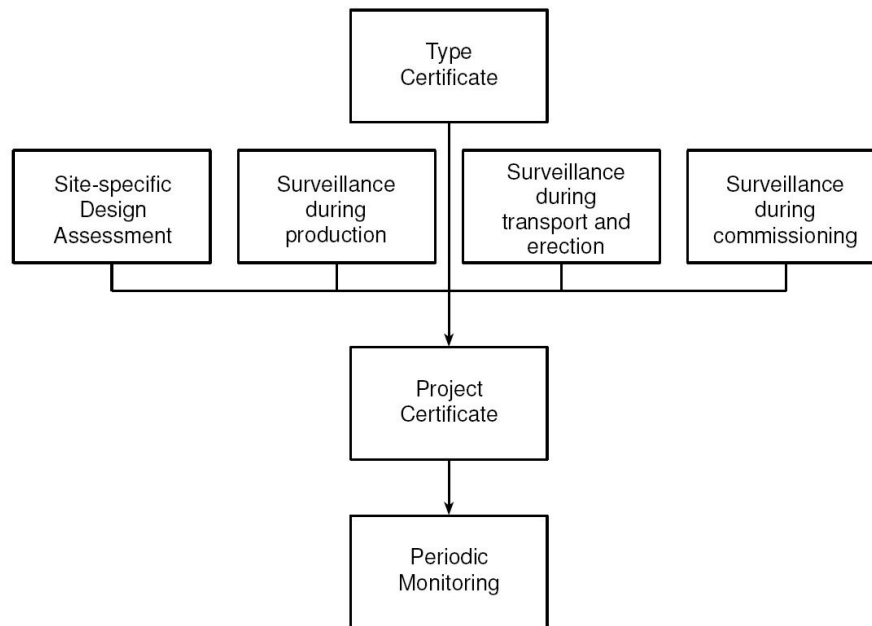 Type
Certificate
Site-specific
Design
Assessment
Surveillance
during
production
Surveillance
during
transport and
erection
Surveillance
during
commissioning
Project
Certificate
Periodic
Monitoring